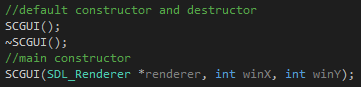 //default constructor and destructor
SCGUI();
~SCGUI();
//main constructor
SCGUI(SDL_Renderer *renderer, int winX, int winY);